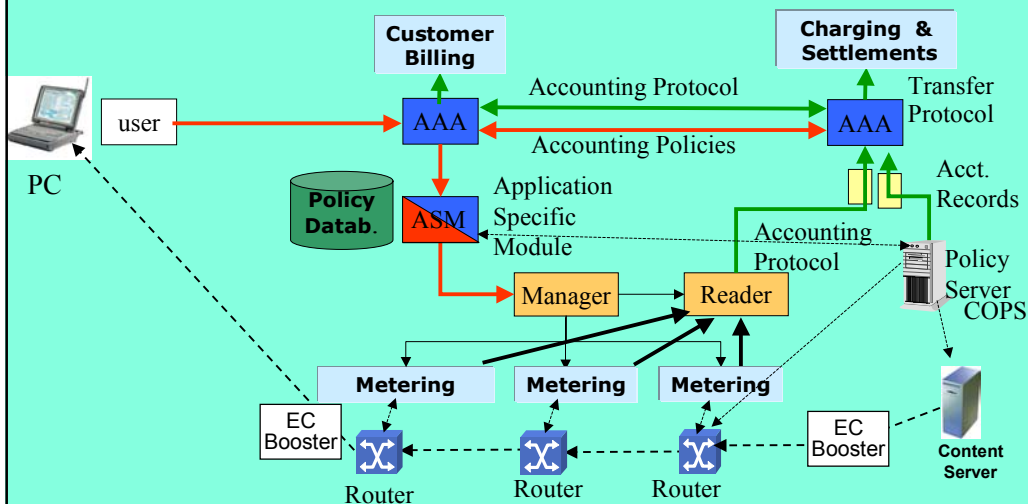 Customer
Billing
Charging &
Settlements
Accounting Protocol
Transfer
Protocol
user
AAA
AAA
Accounting Policies
PC
Acct.
Records
Policy
Datab.
ASM
Application
Specific
Module
Accounting
Protocol
Policy
Server
COPS
Manager
Reader
Metering
Metering
Metering
EC
Booster
EC
Booster
Content
Server
Router
Router
Router